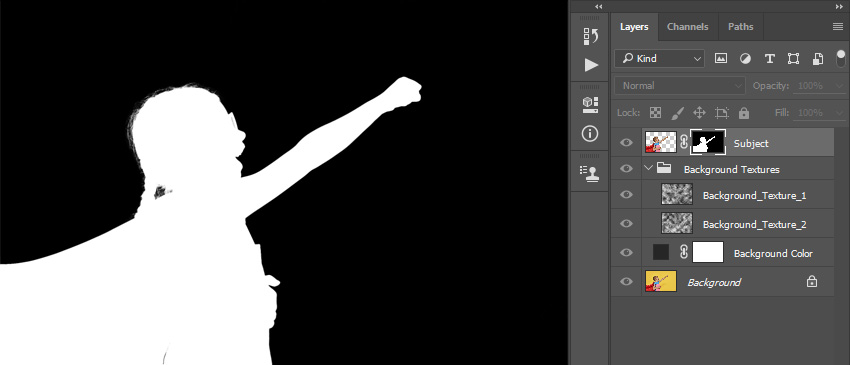 Layers Channels Paths
Kind
Normal Opacity: 100%
Lock: Fill: 100%
Subject
Background Textures
Background_Texture_1
Background_Texture_2
Background Color
Background